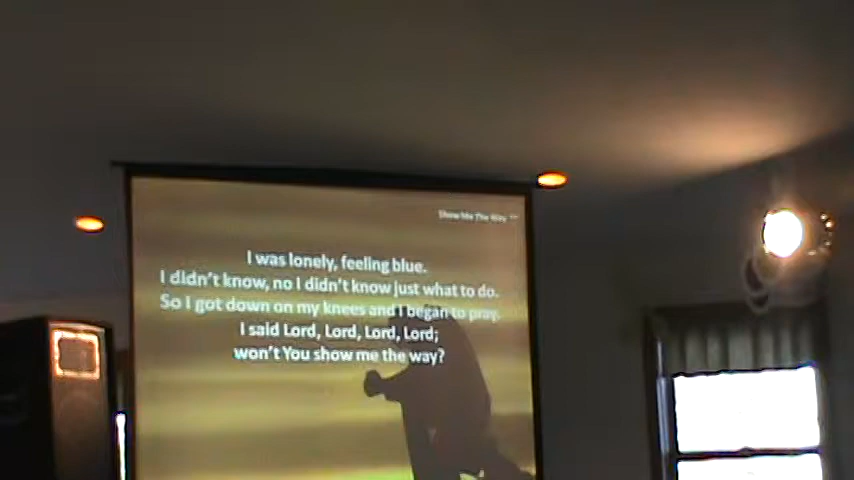 Show Me The Way
I was lonely, feeling blue.
I didn't know, no I didn't know just what to do.
So I got down on my knees and I began to pray.
I said Lord, Lord, Lord, Lord;
won't You show me the way?